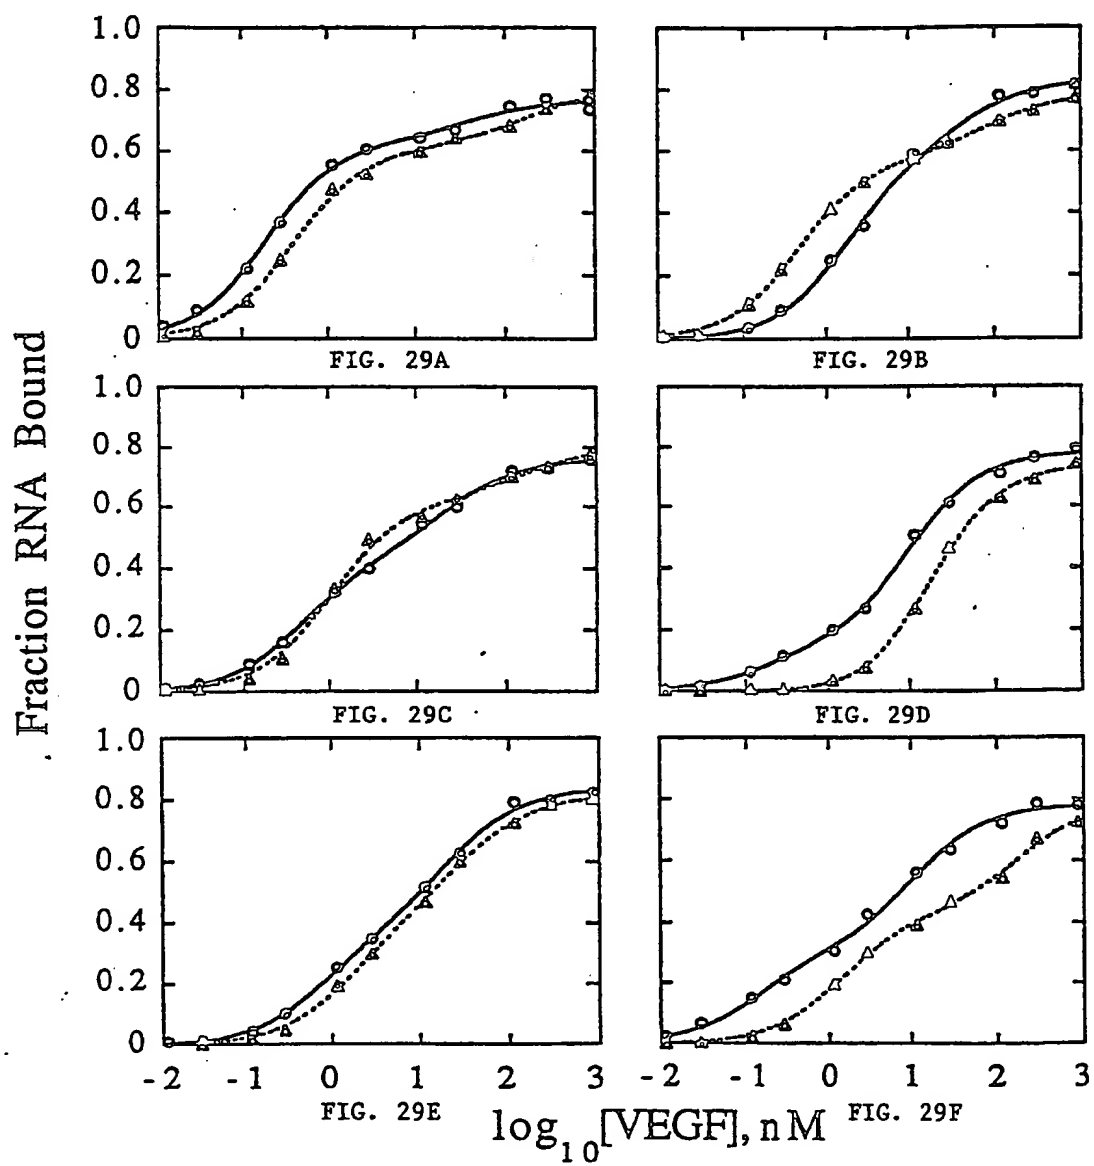 Fraction RNA Bound
1.0
0.8
0.6
0.4
0.2
0
FIG. 29A
FIG. 29B
1.0
0.8
0.6
0.4
0.2
0
FIG. 29C
FIG. 29D
1.0
0.8
0.6
0.4
0.2
0
-2 -1 0 1 2 3
-2 -1 0 1 2 3
FIG. 29E
FIG. 29F
log10[VEGF], nM